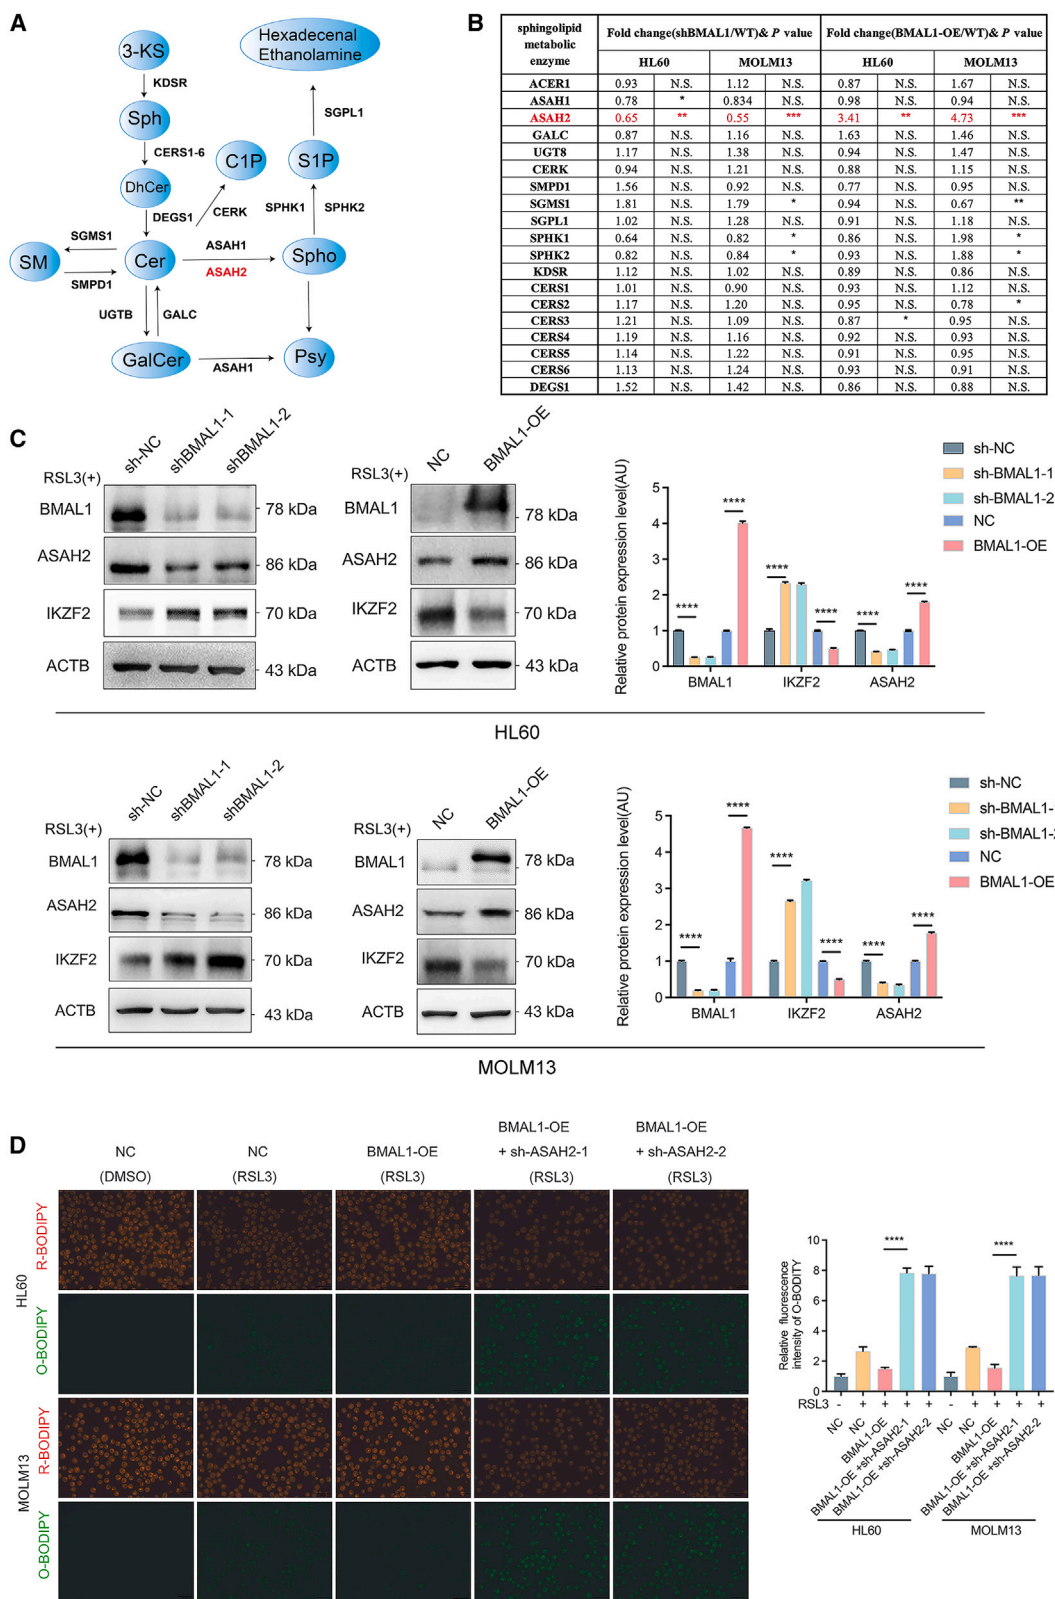 A
3-KS
KDSR
Sph
CERS1-6
DhCer
DEGS1
Hexadecenal
Ethanolamine
SGPL1
C1P
S1P
CERK
SPHK1
SPHK2
SGMS1
SM
SMPD1
Cer
ASAH1
ASAH2
Spho
UGTB
GALC
GalCer
ASAH1
Psy
B
sphingolipid metabolic enzyme
Fold change(shBMAL1/WT)& P value
Fold change(BMAL1-OE/WT)& P value
HL60 MOLM13 HL60 MOLM13
ACER1 0.93 N.S. 1.12 N.S. 0.87 N.S. 1.67 N.S.
ASAH1 0.78 * 0.834 N.S. 0.98 N.S. 0.94 N.S.
ASAH2 0.65 ** 0.55 *** 3.41 ** 4.73 ***
GALC 0.87 N.S. 1.16 N.S. 1.63 N.S. 1.46 N.S.
UGT8 1.17 N.S. 1.38 N.S. 0.94 N.S. 1.47 N.S.
CERK 0.94 N.S. 1.21 N.S. 0.88 N.S. 1.15 N.S.
SMPD1 1.56 N.S. 0.92 N.S. 0.77 N.S. 0.95 N.S.
SGMS1 1.81 N.S. 1.79 * 0.94 N.S. 0.67 **
SGPL1 1.02 N.S. 1.28 N.S. 0.91 N.S. 1.18 N.S.
SPHK1 0.64 N.S. 0.82 * 0.86 N.S. 1.98 *
SPHK2 0.82 N.S. 0.84 * 0.93 N.S. 1.88 *
KDSR 1.12 N.S. 1.02 N.S. 0.89 N.S. 0.86 N.S.
CERS1 1.01 N.S. 0.90 N.S. 0.93 N.S. 1.12 N.S.
CERS2 1.17 N.S. 1.20 N.S. 0.95 N.S. 0.78 *
CERS3 1.21 N.S. 1.09 N.S. 0.87 * 0.95 N.S.
CERS4 1.19 N.S. 1.16 N.S. 0.92 N.S. 0.93 N.S.
CERS5 1.14 N.S. 1.22 N.S. 0.91 N.S. 0.95 N.S.
CERS6 1.13 N.S. 1.24 N.S. 0.93 N.S. 0.91 N.S.
DEGS1 1.52 N.S. 1.42 N.S. 0.86 N.S. 0.88 N.S.
C
RSL3(+) sh-NC shBMAL1-1 shBMAL1-2
BMAL1 78 kDa
ASAH2 86 kDa
IKZF2 70 kDa
ACTB 43 kDa
RSL3(+) NC BMAL1-OE
BMAL1 78 kDa
ASAH2 86 kDa
IKZF2 70 kDa
ACTB 43 kDa
Relative protein expression level(AU)
5
4
3
2
1
0
**** **** **** **** **** ****
BMAL1 IKZF2 ASAH2
sh-NC
sh-BMAL1-1
sh-BMAL1-2
NC
BMAL1-OE
HL60
RSL3(+) sh-NC shBMAL1-1 shBMAL1-2
BMAL1 78 kDa
ASAH2 86 kDa
IKZF2 70 kDa
ACTB 43 kDa
RSL3(+) NC BMAL1-OE
BMAL1 78 kDa
ASAH2 86 kDa
IKZF2 70 kDa
ACTB 43 kDa
Relative protein expression level(AU)
5
4
3
2
1
0
**** **** **** **** **** ****
BMAL1 IKZF2 ASAH2
sh-NC
sh-BMAL1-
sh-BMAL1-2
NC
BMAL1-OE
MOLM13
D
NC
(DMSO)
NC
(RSL3)
BMAL1-OE
(RSL3)
BMAL1-OE
+ sh-ASAH2-1
(RSL3)
BMAL1-OE
+ sh-ASAH2-2
(RSL3)
HL60
R-BODIPY
O-BODIPY
MOLM13
R-BODIPY
O-BODIPY
Relative fluorescence
intensity of O-BODITY
10
8
6
4
2
0
**** ****
RSL3 - + + + + - + + + +
NC
NC
BMAL1-OE
BMAL1-OE +sh-ASAH2-1
BMAL1-OE +sh-ASAH2-2
NC
NC
BMAL1-OE
BMAL1-OE +sh-ASAH2-1
BMAL1-OE +sh-ASAH2-2
HL60 MOLM13